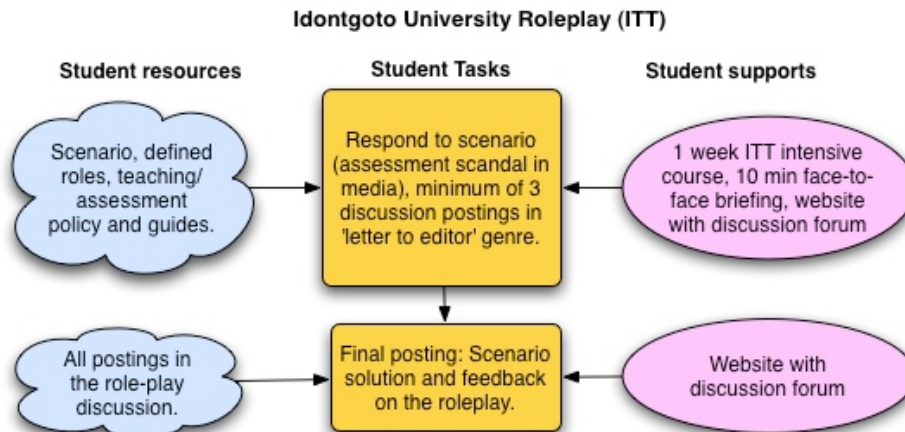 Idontgoto University Roleplay (ITT)
Student resources
Student Tasks
Student supports
Scenario, defined
roles, teaching/
assessment
policy and guides.
Respond to scenario
(assessment scandal in
media), minimum of 3
discussion postings in
'letter to editor' genre.
1 week ITT intensive
course, 10 min face-to-
face briefing, website
with discussion forum
All postings in
the role-play
discussion.
Final posting: Scenario
solution and feedback
on the roleplay.
Website with
discussion forum